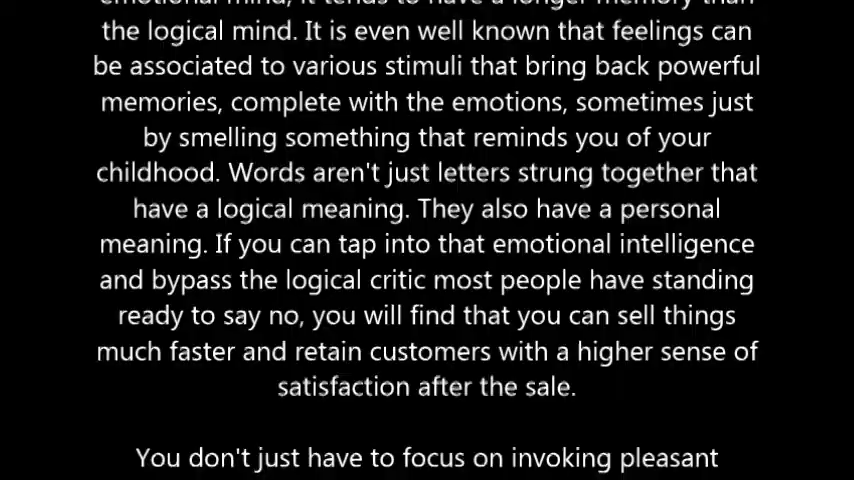 emotional mind, it tends to have a longer memory than
the logical mind. It is even well known that feelings can
be associated to various stimuli that bring back powerful
memories, complete with the emotions, sometimes just
by smelling something that reminds you of your
childhood. Words aren't just letters strung together that
have a logical meaning. They also have a personal
meaning. If you can tap into that emotional intelligence
and bypass the logical critic most people have standing
ready to say no, you will find that you can sell things
much faster and retain customers with a higher sense of
satisfaction after the sale.
You don't just have to focus on invoking pleasant